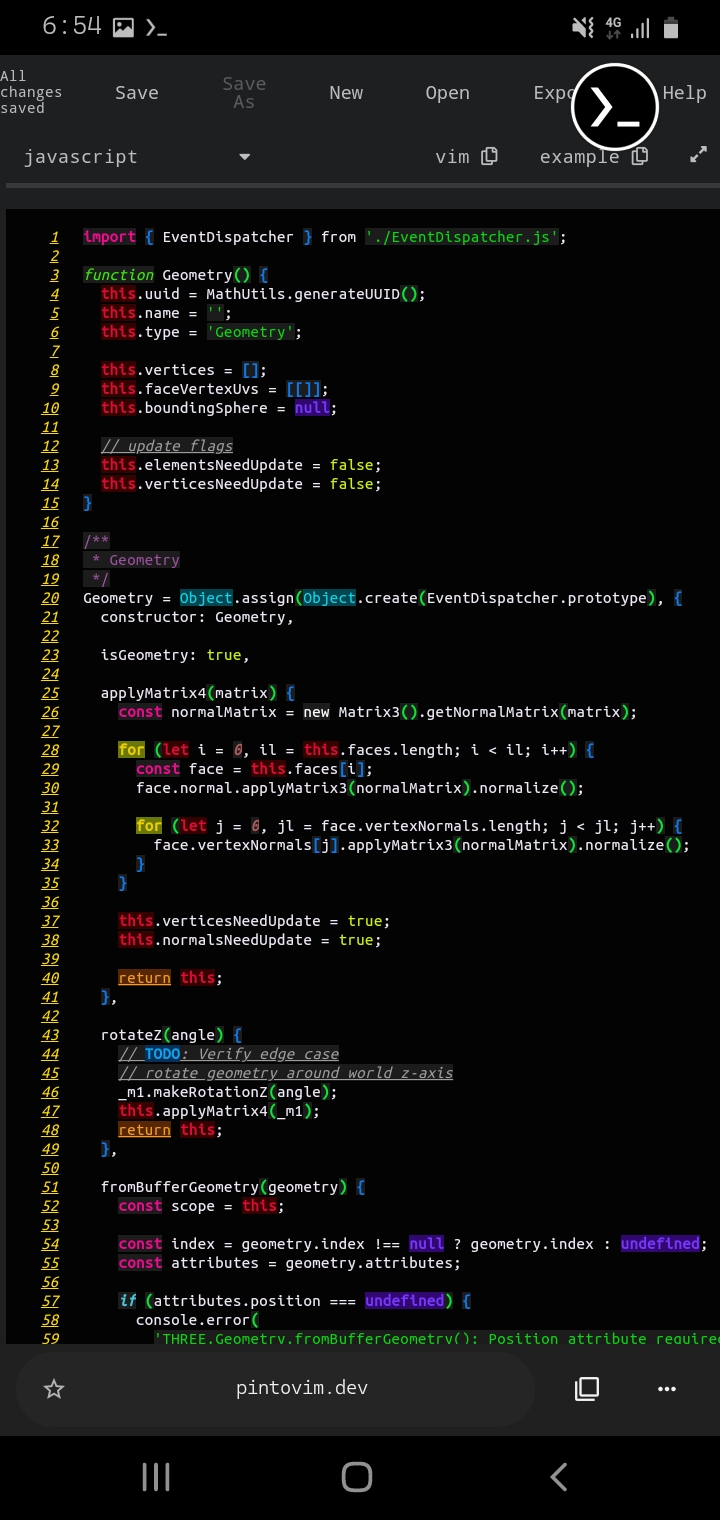 6:54
4G
All changes saved
Save
Save As
New
Open
Help
javascript
vim
example
1 import { EventDispatcher } from './EventDispatcher.js';
2
3 function Geometry() {
4 this.uuid = MathUtils.generateUUID();
5 this.name = '';
6 this.type = 'Geometry';
7
8 this.vertices = [];
9 this.faceVertexUvs = [[]];
10 this.boundingSphere = null;
11
12 // update flags
13 this.elementsNeedUpdate = false;
14 this.verticesNeedUpdate = false;
15 }
16
17 /**
18 * Geometry
19 */
20 Geometry = Object.assign(Object.create(EventDispatcher.prototype), {
21 constructor: Geometry,
22
23 isGeometry: true,
24
25 applyMatrix4(matrix) {
26 const normalMatrix = new Matrix3().getNormalMatrix(matrix);
27
28 for (let i = 0, il = this.faces.length; i < il; i++) {
29 const face = this.faces[i];
30 face.normal.applyMatrix3(normalMatrix).normalize();
31
32 for (let j = 0, jl = face.vertexNormals.length; j < jl; j++) {
33 face.vertexNormals[j].applyMatrix3(normalMatrix).normalize();
34 }
35 }
36
37 this.verticesNeedUpdate = true;
38 this.normalsNeedUpdate = true;
39
40 return this;
41 },
42
43 rotateZ(angle) {
44 // TODO: Verify edge case
45 // rotate geometry around world z-axis
46 _m1.makeRotationZ(angle);
47 this.applyMatrix4(_m1);
48 return this;
49 },
50
51 fromBufferGeometry(geometry) {
52 const scope = this;
53
54 const index = geometry.index !== null ? geometry.index : undefined;
55 const attributes = geometry.attributes;
56
57 if (attributes.position === undefined) {
58 console.error(
59 'THREE.Geometry.fromBufferGeometry(): Position attribute require
pintovim.dev